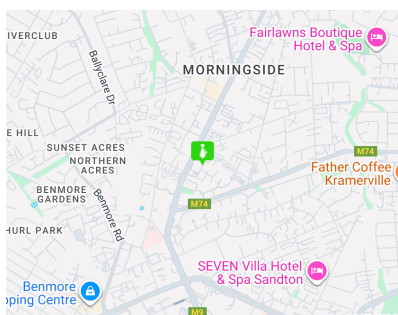 Fairlawns Boutique
Hotel & Spa
IVERCLUB
Ballyclare Dr
MORNINGSIDE
E HILL
SUNSET ACRES
NORTHERN
ACRES
M74
Father Coffee
Kramerville
BENMORE
GARDENS
Benmore Rd
M74
HURL PARK
SEVEN Villa Hotel
& Spa Sandton
Benmore
pping Centre
M9